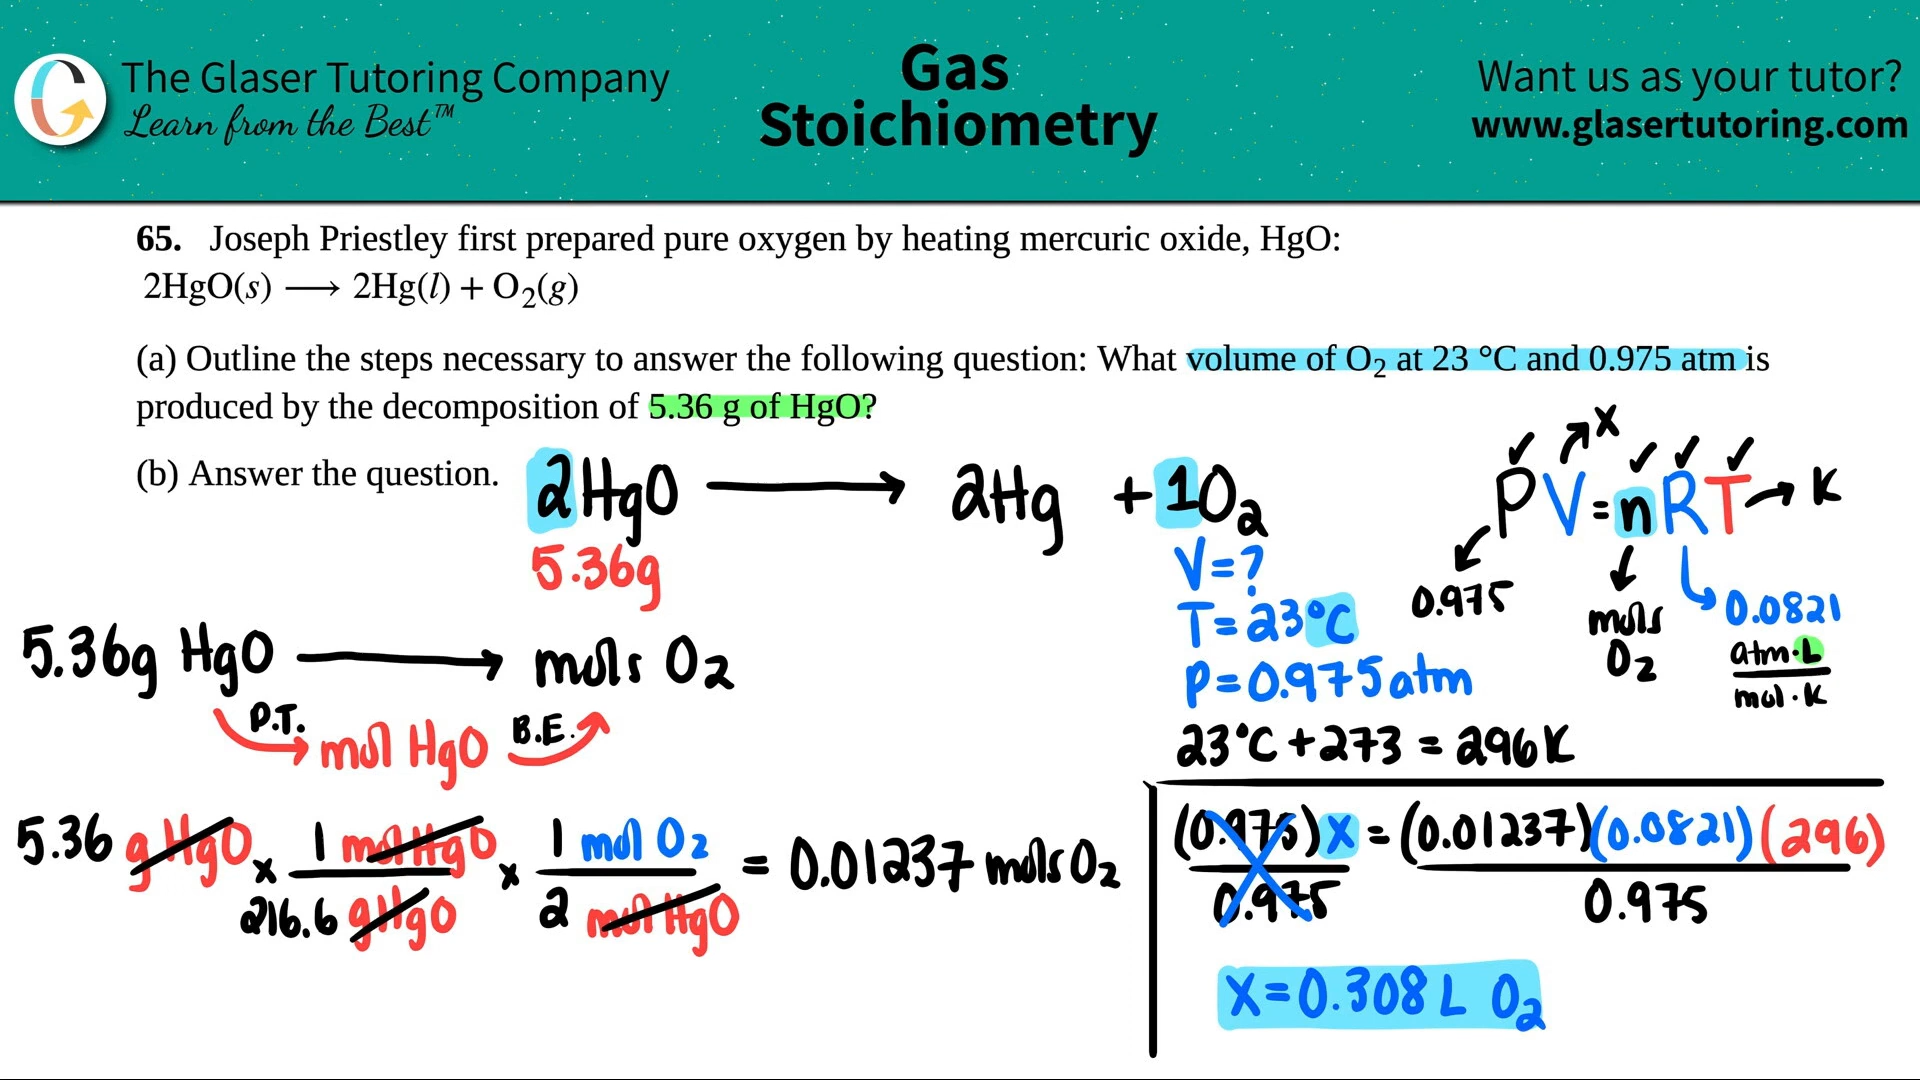 The Glaser Tutoring Company
Learn from the Best™
Gas
Stoichiometry
Want us as your tutor?
www.glasertutoring.com
65. Joseph Priestley first prepared pure oxygen by heating mercuric oxide, HgO:
2HgO(s) ⟶ 2Hg(l) + O₂(g)
(a) Outline the steps necessary to answer the following question: What volume of O₂ at 23 °C and 0.975 atm is
produced by the decomposition of 5.36 g of HgO?
(b) Answer the question.
2HgO ⟶ 2Hg + 1O₂
5.36g
V=?
T=23°C
P=0.975atm
23°C+273 = 296K
✓ ↗X ✓ ✓ ✓
PV=nRT→K
0.975
mols
O₂
0.0821
atm·L
mol·K
5.36g HgO ⟶ mols O₂
P.T.
mol HgO
B.E.
5.36 g HgO x 1 mol HgO x 1 mol O₂ = 0.01237 mols O₂
216.6 g HgO 2 mol HgO
(0.975)X = (0.01237)(0.0821)(296)
0.975 0.975
X=0.308 L O₂